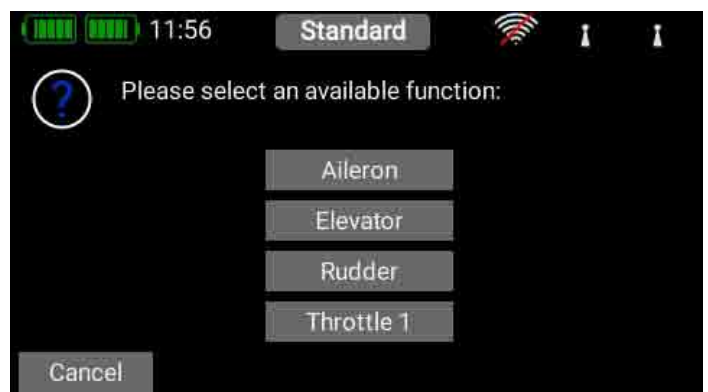 11:56 Standard
? Please select an available function:
Aileron
Elevator
Rudder
Throttle 1
Cancel